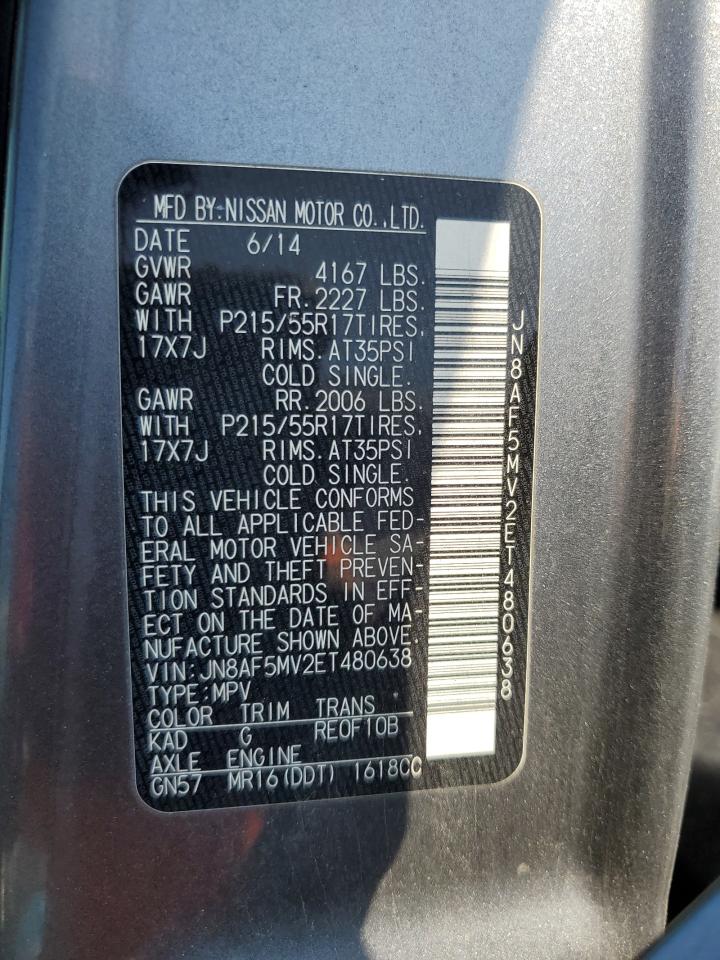 MFD BY:NISSAN MOTOR CO.,LTD.
DATE 6/14
GVWR 4167 LBS.
GAWR FR.2227 LBS.
WITH P215/55R17TIRES,
17X7J RIMS.AT35PSI
COLD SINGLE.
GAWR RR.2006 LBS.
WITH P215/55R17TIRES,
17X7J RIMS.AT35PSI
COLD SINGLE.
THIS VEHICLE CONFORMS
TO ALL APPLICABLE FED-
ERAL MOTOR VEHICLE SA-
FETY AND THEFT PREVEN-
TION STANDARDS IN EFF-
ECT ON THE DATE OF MA-
NUFACTURE SHOWN ABOVE.
VIN:JN8AF5MV2ET480638
TYPE:MPV
COLOR TRIM TRANS
KAD G RE0F10B
AXLE ENGINE
GN57 MR16(DDT) 1618CC
JN8AF5MV2ET480638